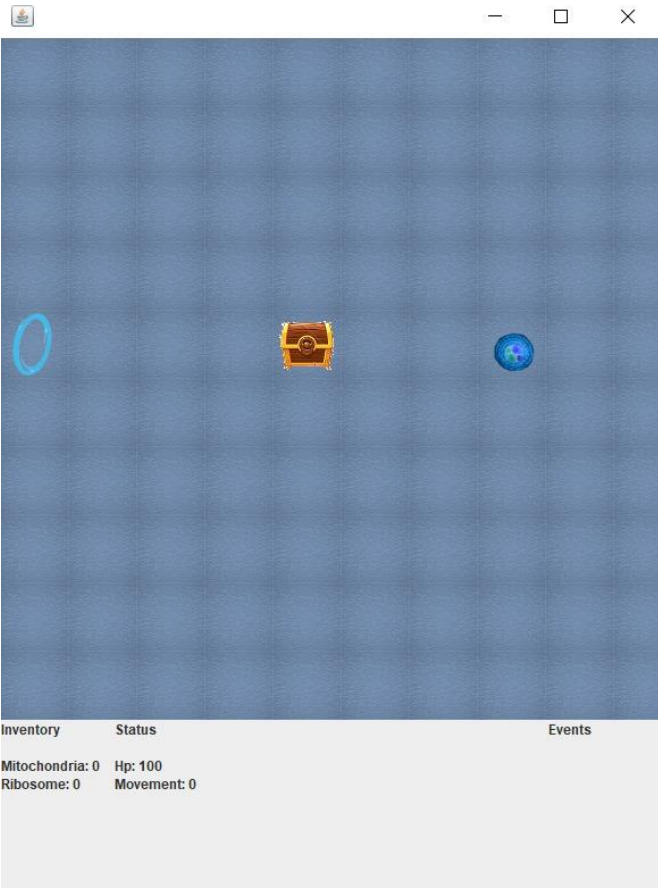 Inventory Status Events
Mitochondria: 0 Hp: 100
Ribosome: 0 Movement: 0